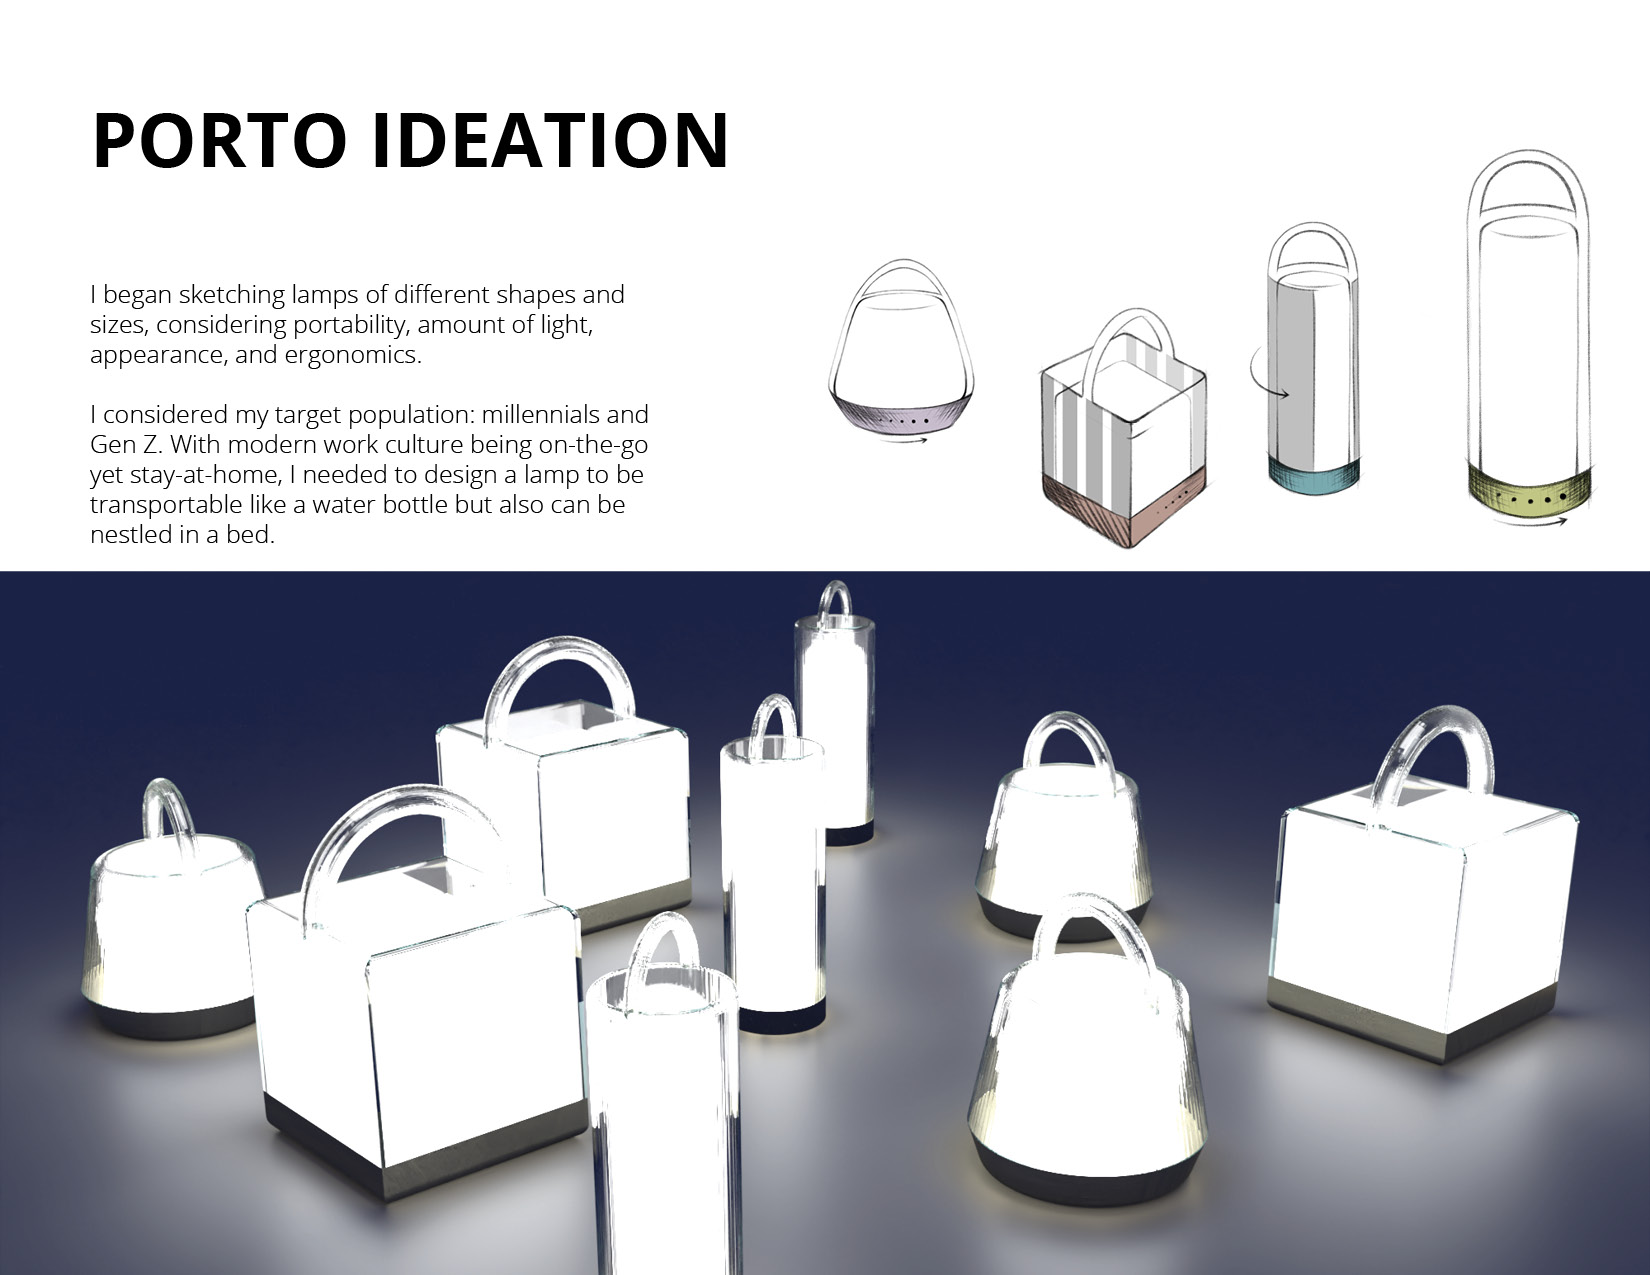 PORTO IDEATION
I began sketching lamps of different shapes and
sizes, considering portability, amount of light,
appearance, and ergonomics.
I considered my target population: millennials and
Gen Z. With modern work culture being on-the-go
yet stay-at-home, I needed to design a lamp to be
transportable like a water bottle but also can be
nestled in a bed.